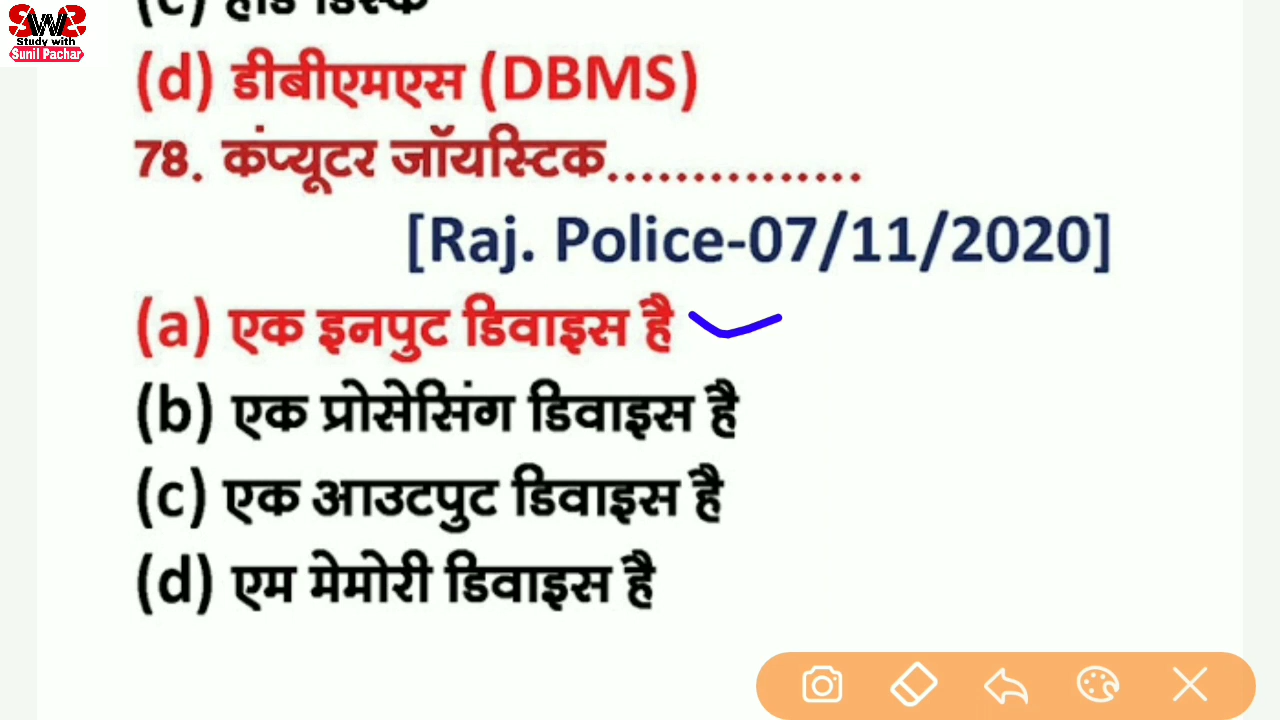 SWS
Study with
Sunil Pachar
(c) हार्ड डिस्क
(d) डीबीएमएस (DBMS)
78. कंप्यूटर जॉयस्टिक...............
[Raj. Police-07/11/2020]
(a) एक इनपुट डिवाइस है
(b) एक प्रोसेसिंग डिवाइस है
(c) एक आउटपुट डिवाइस है
(d) एम मेमोरी डिवाइस है